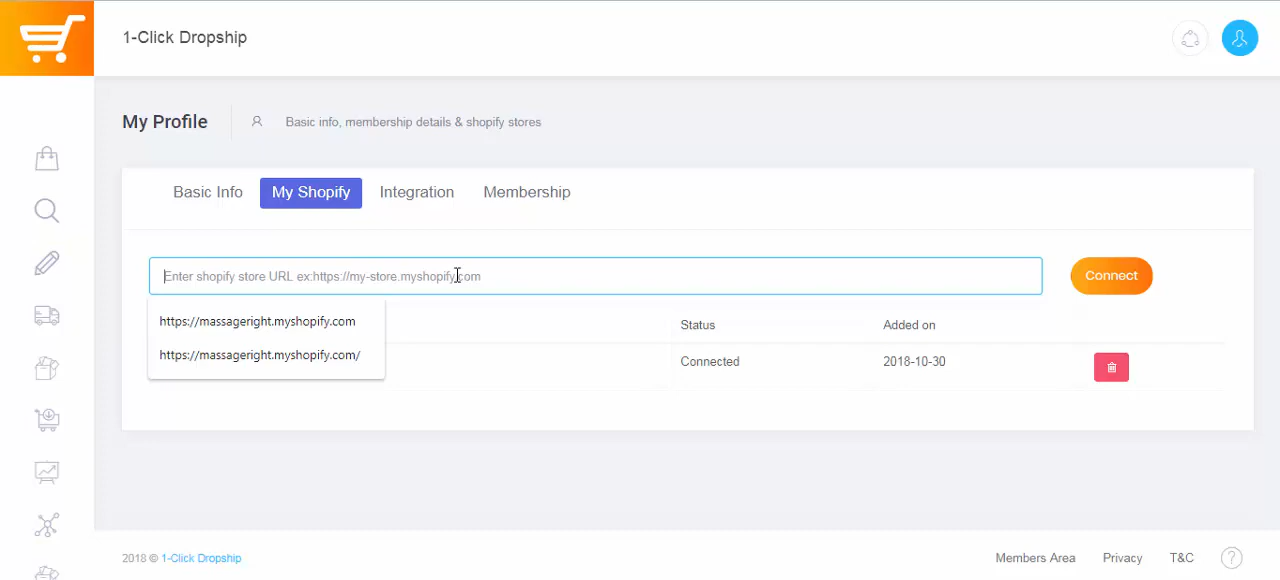 1-Click Dropship
My Profile
Basic info, membership details & shopify stores
Basic Info
My Shopify
Integration
Membership
Enter shopify store URL ex:https://my-store.myshopify.com
Connect
https://massageright.myshopify.com
https://massageright.myshopify.com/
Status
Added on
Connected
2018-10-30
2018 © 1-Click Dropship
Members Area
Privacy
T&C
?